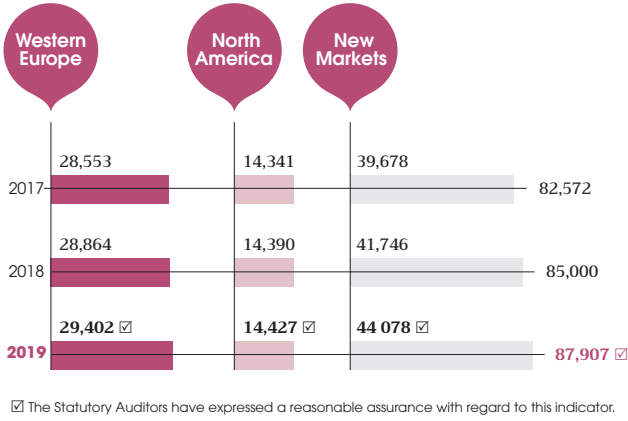 Western
Europe
North
America
New
Markets
28,553 14,341 39,678
2017 82,572
28,864 14,390 41,746
2018 85,000
29,402 ☑ 14,427 ☑ 44 078 ☑
2019 87,907 ☑
☑ The Statutory Auditors have expressed a reasonable assurance with regard to this indicator.